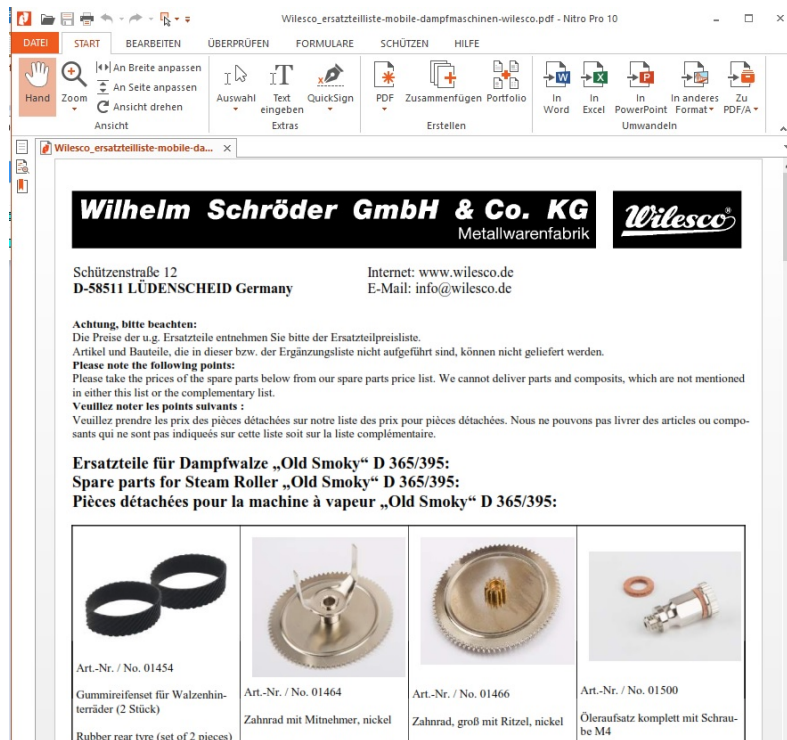 Wilesco_ersatzteilliste-mobile-dampfmaschinen-wilesco.pdf - Nitro Pro 10
DATEI START BEARBEITEN ÜBERPRÜFEN FORMULARE SCHÜTZEN HILFE
Hand
Zoom
An Breite anpassen
An Seite anpassen
Ansicht drehen
Ansicht
Auswahl
Text eingeben
QuickSign
Extras
PDF
Zusammenfügen
Portfolio
Erstellen
In Word
In Excel
In PowerPoint
In anderes Format
Zu PDF/A
Umwandeln
Wilesco_ersatzteilliste-mobile-da...
Wilhelm Schröder GmbH & Co. KG
Metallwarenfabrik
Wilesco®
Schützenstraße 12
D-58511 LÜDENSCHEID Germany
Internet: www.wilesco.de
E-Mail: info@wilesco.de
Achtung, bitte beachten:
Die Preise der u.g. Ersatzteile entnehmen Sie bitte der Ersatzteilpreisliste.
Artikel und Bauteile, die in dieser bzw. der Ergänzungsliste nicht aufgeführt sind, können nicht geliefert werden.
Please note the following points:
Please take the prices of the spare parts below from our spare parts price list. We cannot deliver parts and composits, which are not mentioned
in either this list or the complementary list.
Veuillez noter les points suivants :
Veuillez prendre les prix des pièces détachées sur notre liste des prix pour pièces détachées. Nous ne pouvons pas livrer des articles ou compo-
sants qui ne sont pas indiqueés sur cette liste soit sur la liste complémentaire.
Ersatzteile für Dampfwalze „Old Smoky“ D 365/395:
Spare parts for Steam Roller „Old Smoky“ D 365/395:
Pièces détachées pour la machine à vapeur „Old Smoky“ D 365/395:
Art.-Nr. / No. 01454
Gummireifenset für Walzenhin-
terräder (2 Stück)
Rubber rear tyre (set of 2 pieces)
Art.-Nr. / No. 01464
Zahnrad mit Mitnehmer, nickel
Art.-Nr. / No. 01466
Zahnrad, groß mit Ritzel, nickel
Art.-Nr. / No. 01500
Öleraufsatz komplett mit Schrau-
be M4